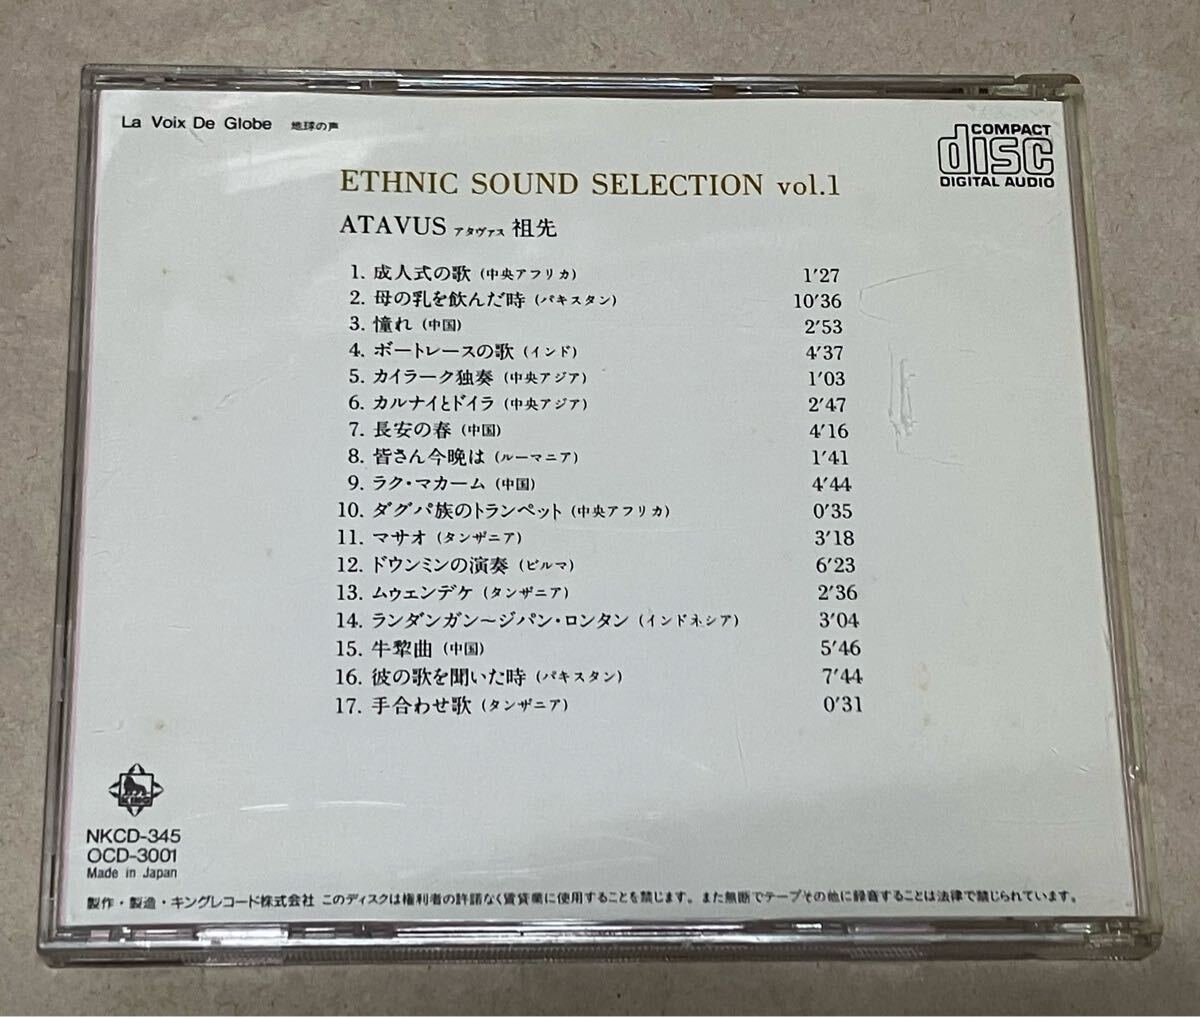 La Voix De Globe 地球の声
COMPACT
disc
DIGITAL AUDIO
ETHNIC SOUND SELECTION vol.1
ATAVUS アタヴァス 祖先
1. 成人式の歌 (中央アフリカ) 1'27
2. 母の乳を飲んだ時 (パキスタン) 10'36
3. 憧れ (中国) 2'53
4. ボートレースの歌 (インド) 4'37
5. カイラーク独奏 (中央アジア) 1'03
6. カルナイとドイラ (中央アジア) 2'47
7. 長安の春 (中国) 4'16
8. 皆さん今晩は (ルーマニア) 1'41
9. ラク・マカーム (中国) 4'44
10. ダグパ族のトランペット (中央アフリカ) 0'35
11. マサオ (タンザニア) 3'18
12. ドウンミンの演奏 (ビルマ) 6'23
13. ムゥェンデケ (タンザニア) 2'36
14. ランダンガン〜ジパン・ロンタン (インドネシア) 3'04
15. 牛犂曲 (中国) 5'46
16. 彼の歌を聞いた時 (パキスタン) 7'44
17. 手合わせ歌 (タンザニア) 0'31
KING
NKCD-345
OCD-3001
Made in Japan
製作・製造・キングレコード株式会社 このディスクは権利者の許諾なく賃貸業に使用することを禁じます。また無断でテープその他に録音することは法律で禁じられています。